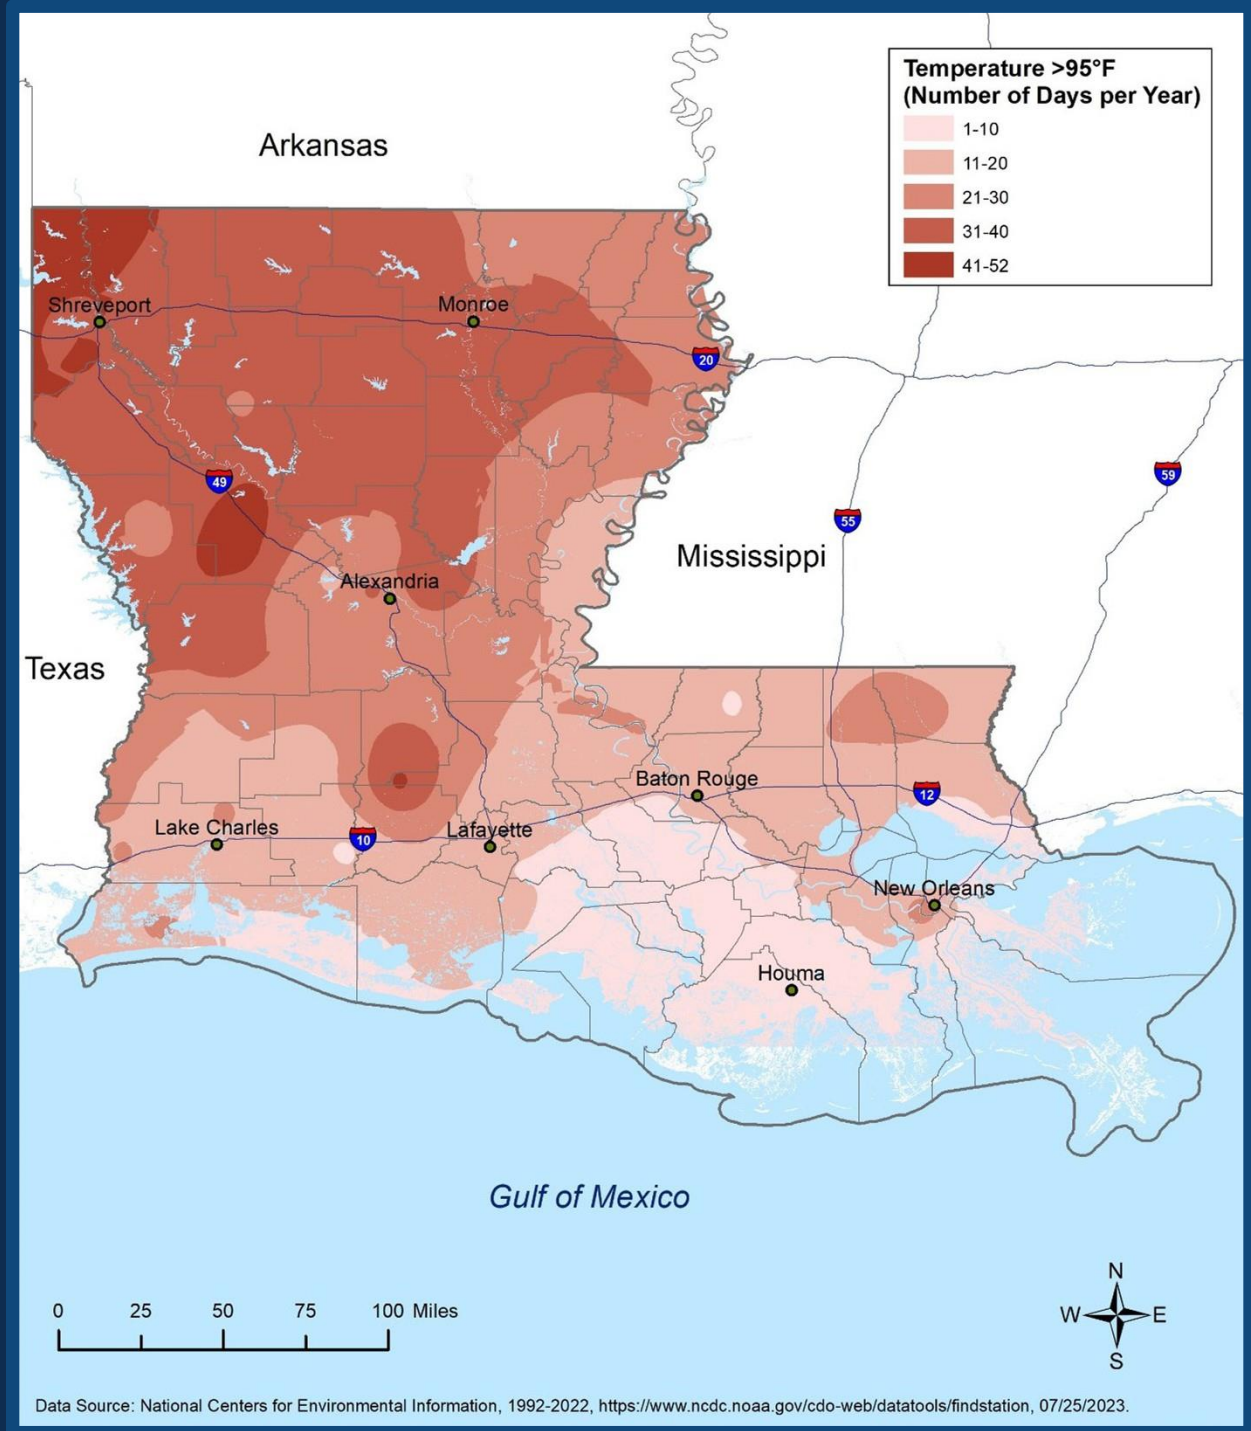 Temperature >95°F
(Number of Days per Year)
1-10
11-20
21-30
31-40
41-52
Arkansas
Shreveport
Monroe
20
49
59
55
Mississippi
Alexandria
Texas
Baton Rouge
12
Lake Charles
10
Lafayette
New Orleans
Houma
Gulf of Mexico
N
W
E
S
0 25 50 75 100 Miles
Data Source: National Centers for Environmental Information, 1992-2022, https://www.ncdc.noaa.gov/cdo-web/datatools/findstation, 07/25/2023.